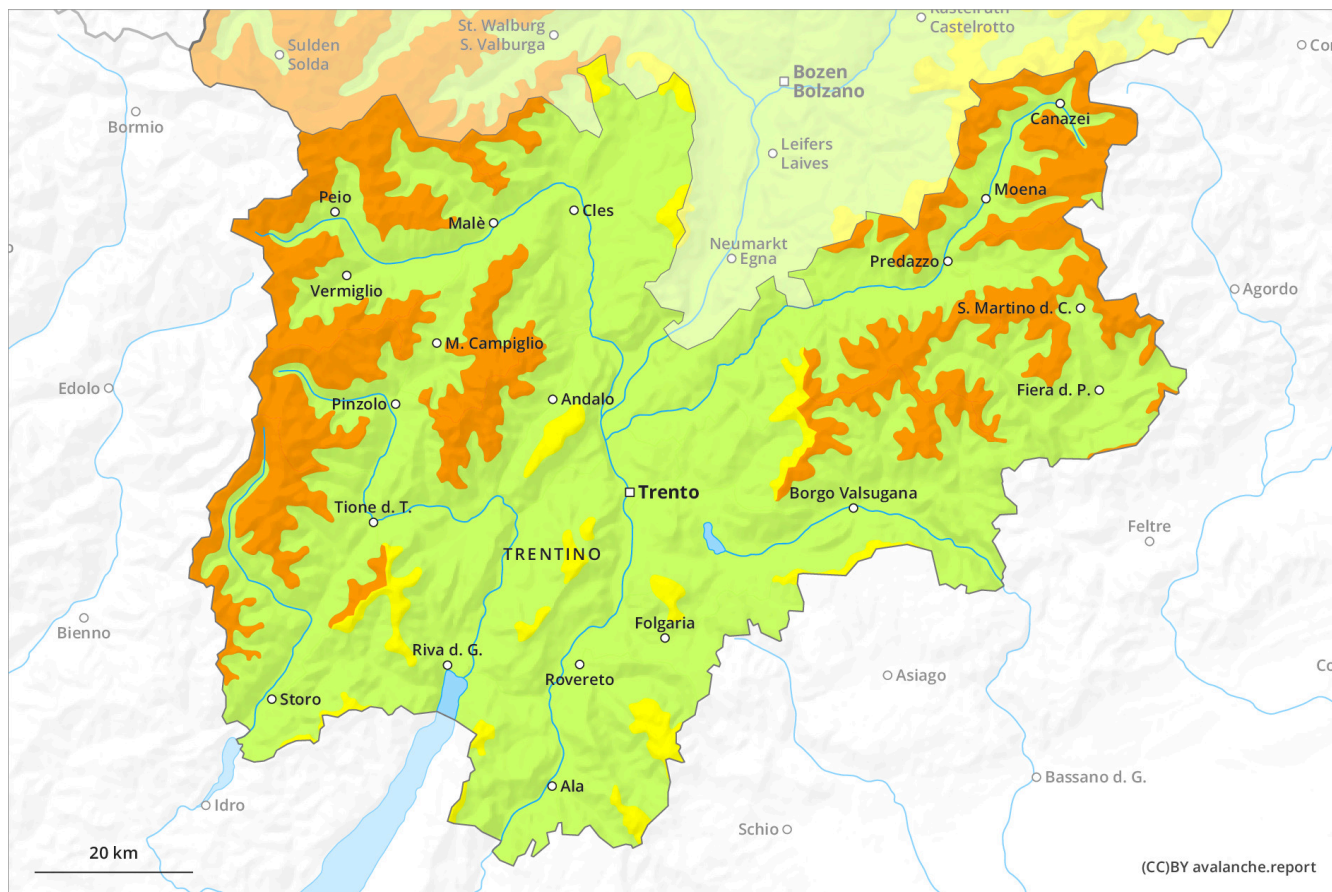 Kastelruth
Castelrotto
St. Walburg
S. Valburga
Sulden
Solda
Bozen
Bolzano
Bormio
Canazei
Leifers
Laives
Peio
Moena
Malè
Cles
Neumarkt
Egna
Predazzo
Vermiglio
Agordo
S. Martino d. C.
M. Campiglio
Edolo
Andalo
Fiera d. P.
Pinzolo
Trento
Borgo Valsugana
Tione d. T.
Feltre
TRENTINO
Bienno
Folgaria
Riva d. G.
Rovereto
Asiago
Storo
Bassano d. G.
Ala
Idro
Schio
20 km
(CC)BY avalanche.report